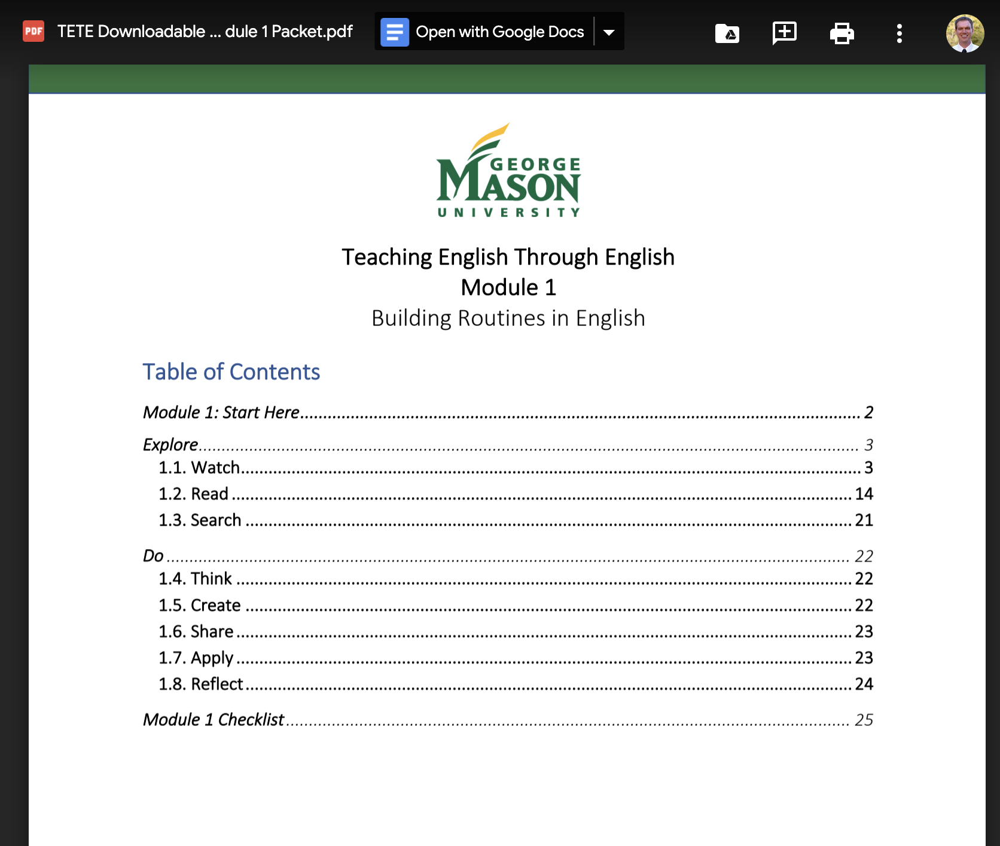 PDF TETE Downloadable ... dule 1 Packet.pdf Open with Google Docs
GEORGE
MASON
UNIVERSITY
Teaching English Through English
Module 1
Building Routines in English
Table of Contents
Module 1: Start Here 2
Explore 3
1.1. Watch 3
1.2. Read 14
1.3. Search 21
Do 22
1.4. Think 22
1.5. Create 22
1.6. Share 23
1.7. Apply 23
1.8. Reflect 24
Module 1 Checklist 25